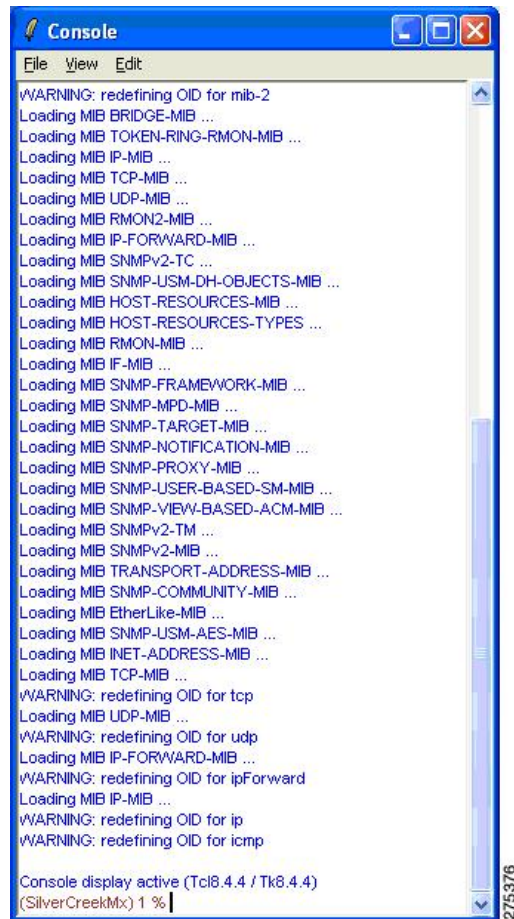 Console
File View Edit
WARNING: redefining OID for mib-2
Loading MIB BRIDGE-MIB ...
Loading MIB TOKEN-RING-RMON-MIB ...
Loading MIB IP-MIB ...
Loading MIB TCP-MIB ...
Loading MIB UDP-MIB ...
Loading MIB RMON2-MIB ...
Loading MIB IP-FORWARD-MIB ...
Loading MIB SNMPv2-TC ...
Loading MIB SNMP-USM-DH-OBJECTS-MIB ...
Loading MIB HOST-RESOURCES-MIB ...
Loading MIB HOST-RESOURCES-TYPES ...
Loading MIB RMON-MIB ...
Loading MIB IF-MIB ...
Loading MIB SNMP-FRAMEWORK-MIB ...
Loading MIB SNMP-MPD-MIB ...
Loading MIB SNMP-TARGET-MIB ...
Loading MIB SNMP-NOTIFICATION-MIB ...
Loading MIB SNMP-PROXY-MIB ...
Loading MIB SNMP-USER-BASED-SM-MIB ...
Loading MIB SNMP-VIEW-BASED-ACM-MIB ...
Loading MIB SNMPv2-TM ...
Loading MIB SNMPv2-MIB ...
Loading MIB TRANSPORT-ADDRESS-MIB ...
Loading MIB SNMP-COMMUNITY-MIB ...
Loading MIB EtherLike-MIB ...
Loading MIB SNMP-USM-AES-MIB ...
Loading MIB INET-ADDRESS-MIB ...
Loading MIB TCP-MIB ...
WARNING: redefining OID for tcp
Loading MIB UDP-MIB ...
WARNING: redefining OID for udp
Loading MIB IP-FORWARD-MIB ...
WARNING: redefining OID for ipForward
Loading MIB IP-MIB ...
WARNING: redefining OID for ip
WARNING: redefining OID for icmp
Console display active (Tcl8.4.4 / Tk8.4.4)
(SilverCreekMx) 1 %
275376